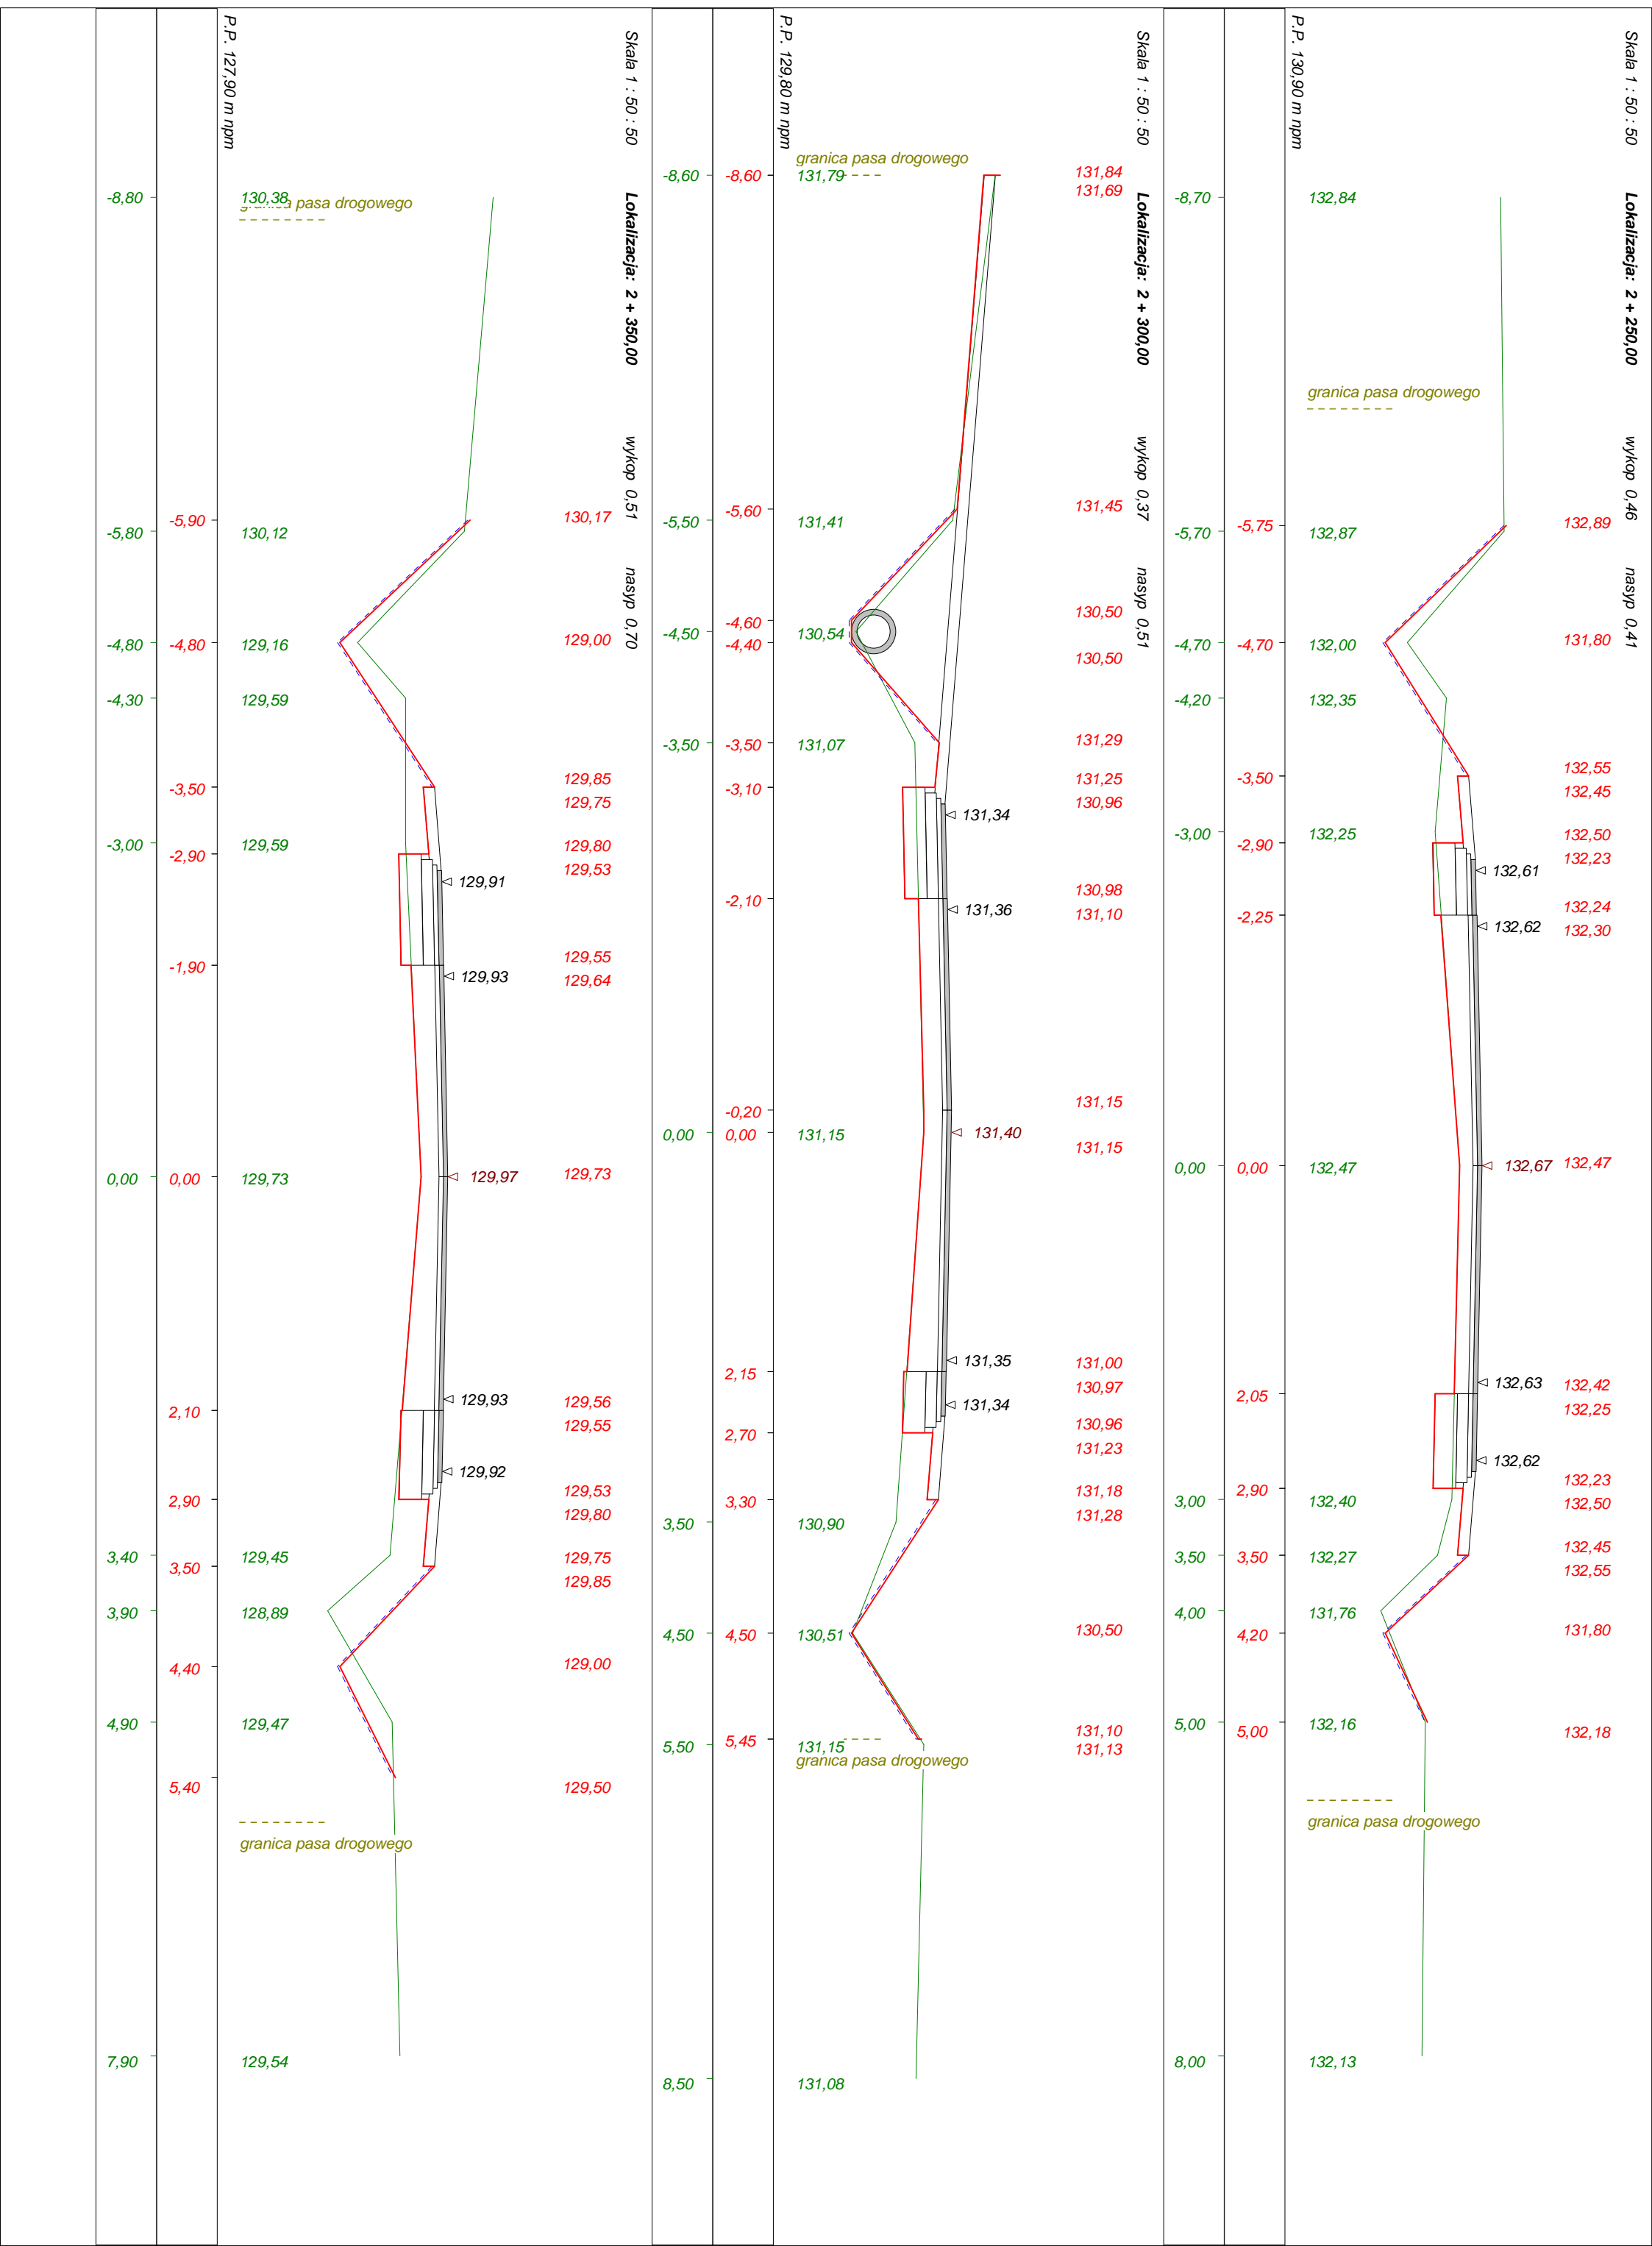 Skala 1 : 50 : 50 Lokalizacja: 2 + 250,00 wykop 0,46 nasyp 0,41
132,89 131,80 132,55 132,45 132,50 132,23 132,24 132,30 132,47 132,42 132,25 132,23 132,50 132,45 132,55 131,80 132,18
132,61 132,62 132,67 132,63 132,62
granica pasa drogowego granica pasa drogowego
132,84 132,87 132,00 132,35 132,25 132,47 132,40 132,27 131,76 132,16 132,13
P.P. 130,90 m npm
-5,75 -4,70 -3,50 -2,90 -2,25 0,00 2,05 2,90 3,50 4,20 5,00
-8,70 -5,70 -4,70 -4,20 -3,00 0,00 3,00 3,50 4,00 5,00 8,00
Skala 1 : 50 : 50 Lokalizacja: 2 + 300,00 wykop 0,37 nasyp 0,51
131,84 131,69 131,45 130,50 130,50 131,29 131,25 130,96 130,98 131,10 131,15 131,15 131,00 130,97 130,96 131,23 131,18 131,28 130,50 131,10 131,13
131,34 131,36 131,40 131,35 131,34
granica pasa drogowego granica pasa drogowego
131,79 131,41 130,54 131,07 131,15 130,90 130,51 131,15 131,08
P.P. 129,80 m npm
-8,60 -5,60 -4,60 -4,40 -3,50 -3,10 -2,10 -0,20 0,00 2,15 2,70 3,30 4,50 5,45
-8,60 -5,50 -4,50 -3,50 0,00 3,50 4,50 5,50 8,50
Skala 1 : 50 : 50 Lokalizacja: 2 + 350,00 wykop 0,51 nasyp 0,70
130,17 129,00 129,85 129,75 129,80 129,53 129,55 129,64 129,73 129,56 129,55 129,53 129,80 129,75 129,85 129,00 129,50
129,91 129,93 129,97 129,93 129,92
granica pasa drogowego granica pasa drogowego
130,38 130,12 129,16 129,59 129,59 129,73 129,45 128,89 129,47 129,54
P.P. 127,90 m npm
-5,90 -4,80 -3,50 -2,90 -1,90 0,00 2,10 2,90 3,50 4,40 5,40
-8,80 -5,80 -4,80 -4,30 -3,00 0,00 3,40 3,90 4,90 7,90